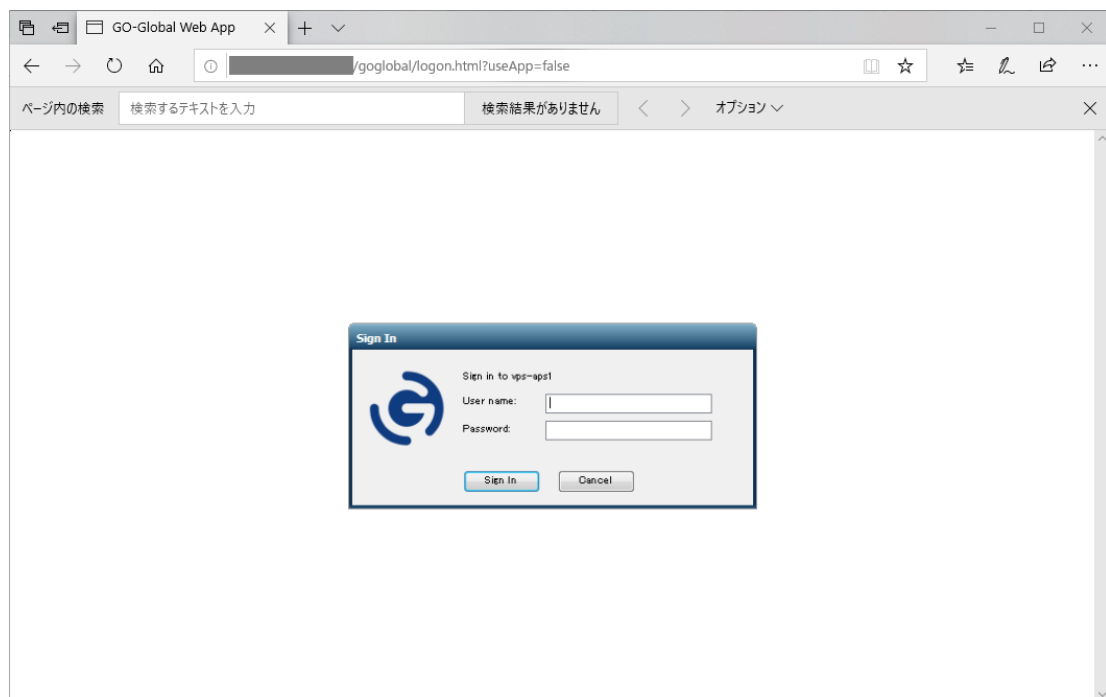 GO-Global Web App
/goglobal/logon.html?useApp=false
ページ内の検索 検索するテキストを入力 検索結果がありません オプション
Sign In
Sign in to vps-aps1
User name:
Password:
Sign In Cancel